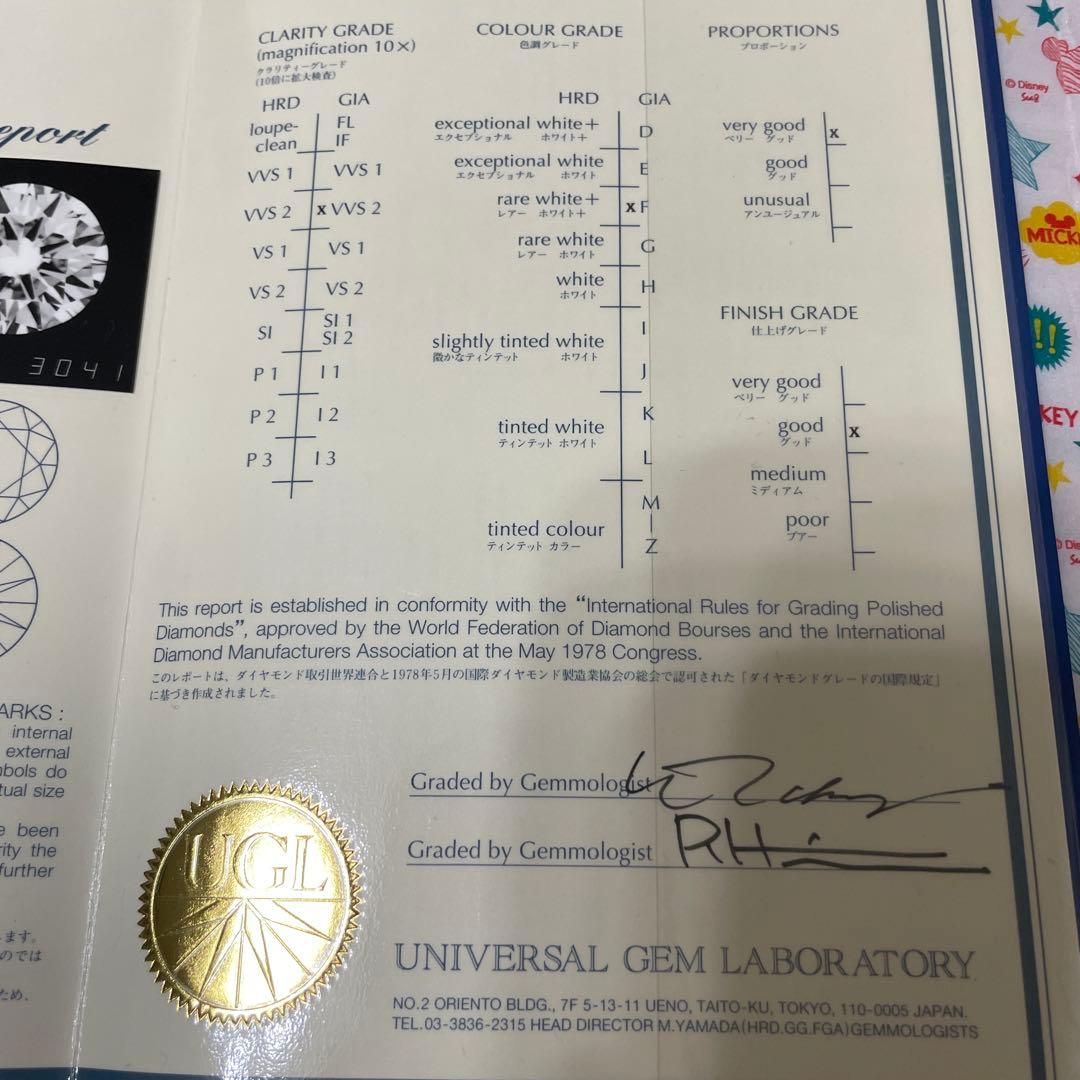 eport
3041
ARKS :
internal
external
mbols do
tual size
e been
rity the
further
ます。
のでは
ため、
CLARITY GRADE
(magnification 10×)
クラリティーグレード
(10倍に拡大検査)
HRD GIA
loupe-clean FL IF
VVS 1 VVS 1
VVS 2 x VVS 2
VS 1 VS 1
VS 2 VS 2
SI SI 1 SI 2
P 1 I 1
P 2 I 2
P 3 I 3
COLOUR GRADE
色調グレード
HRD GIA
exceptional white+ D
エクセプショナル ホワイト+
exceptional white E
エクセプショナル ホワイト
rare white+ x F
レアー ホワイト+
rare white G
レアー ホワイト
white H
ホワイト
I
slightly tinted white
微かなティンテット ホワイト
J
K
tinted white
ティンテット ホワイト
L
M
tinted colour
ティンテット カラー
Z
PROPORTIONS
プロポーション
very good x
ベリー グッド
good
グッド
unusual
アンユージュアル
FINISH GRADE
仕上げグレード
very good
ベリー グッド
good x
グッド
medium
ミディアム
poor
プアー
This report is established in conformity with the “International Rules for Grading Polished
Diamonds”, approved by the World Federation of Diamond Bourses and the International
Diamond Manufacturers Association at the May 1978 Congress.
このレポートは、ダイヤモンド取引世界連合と1978年5月の国際ダイヤモンド製造業協会の総会で認可された「ダイヤモンドグレードの国際規定」
に基づき作成されました。
Graded by Gemmologist
Graded by Gemmologist
UGL
UNIVERSAL GEM LABORATORY
NO.2 ORIENTO BLDG., 7F 5-13-11 UENO, TAITO-KU, TOKYO, 110-0005 JAPAN.
TEL.03-3836-2315 HEAD DIRECTOR M.YAMADA(HRD.GG.FGA)GEMMOLOGISTS
© Disney
MICKE
!!
KEY
Dis